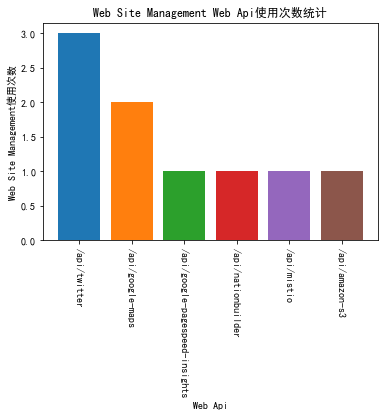 Web Site Management Web Api使用次数统计
Web Site Management使用次数
3.0
2.5
2.0
1.5
1.0
0.5
0.0
/api/twitter
/api/google-maps
/api/google-pagespeed-insights
/api/nationbuilder
/api/mistio
/api/amazon-s3
Web Api